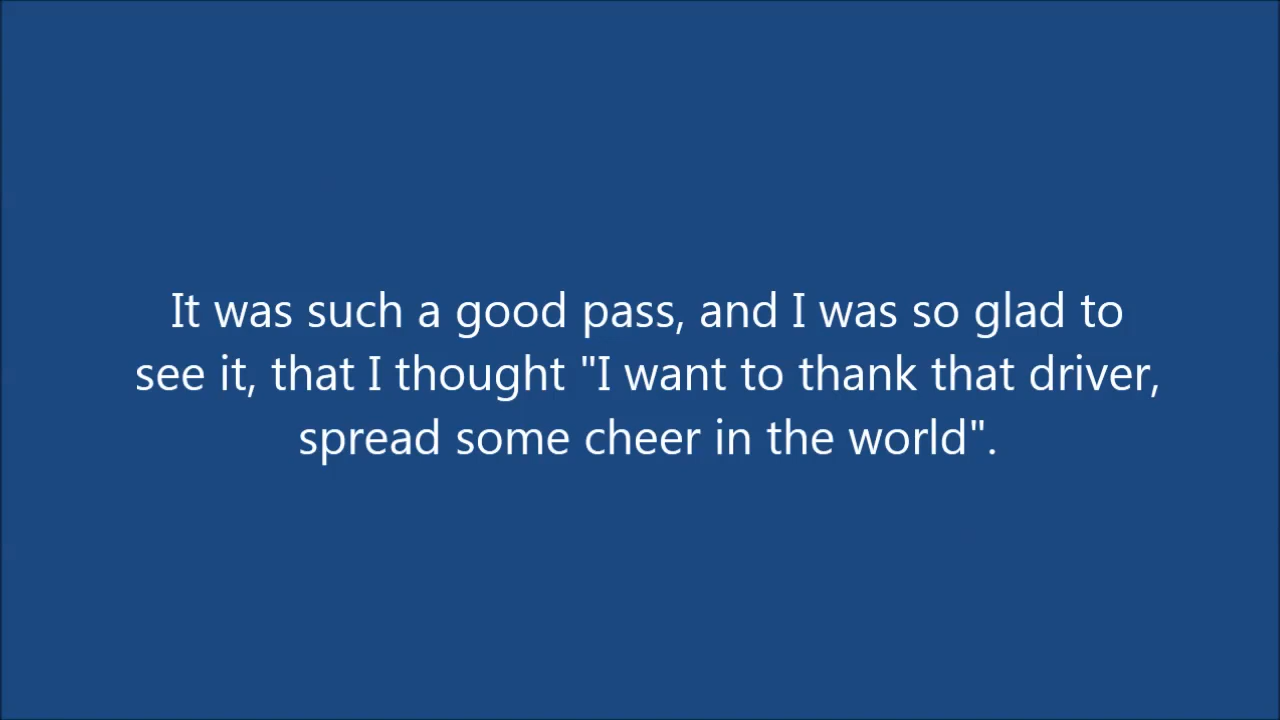 It was such a good pass, and I was so glad to
see it, that I thought "I want to thank that driver,
spread some cheer in the world".